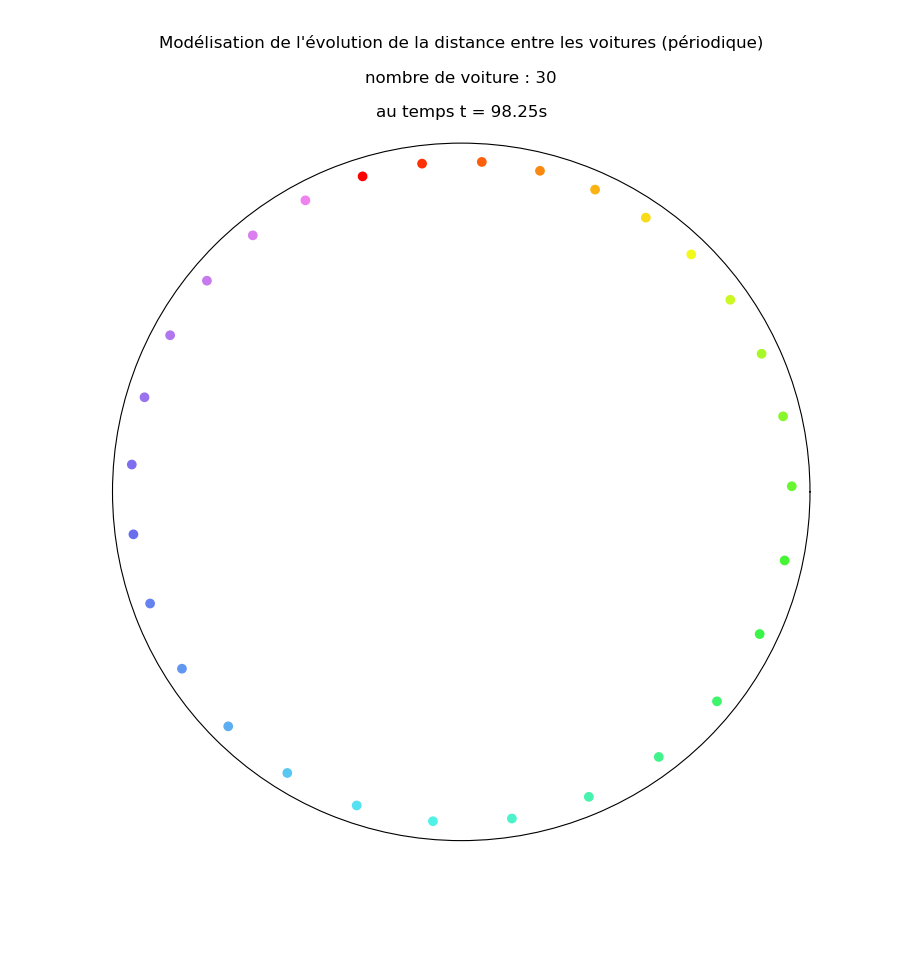 Modélisation de l'évolution de la distance entre les voitures (périodique)
nombre de voiture : 30
au temps t = 98.25s